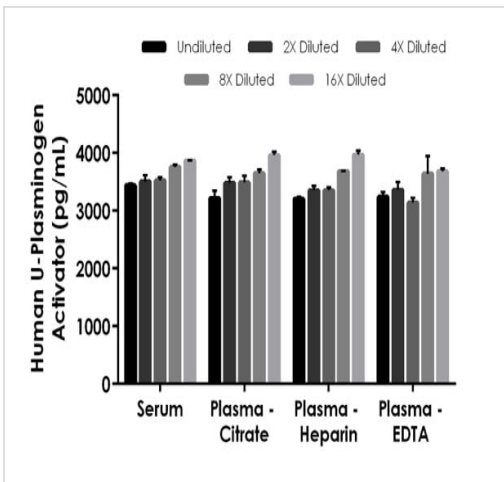 Undiluted 2X Diluted 4X Diluted
8X Diluted 16X Diluted
Human U-Plasminogen
Activator (pg/mL)
5000
4000
3000
2000
1000
0
Serum Plasma - Plasma - Plasma -
Citrate Heparin EDTA